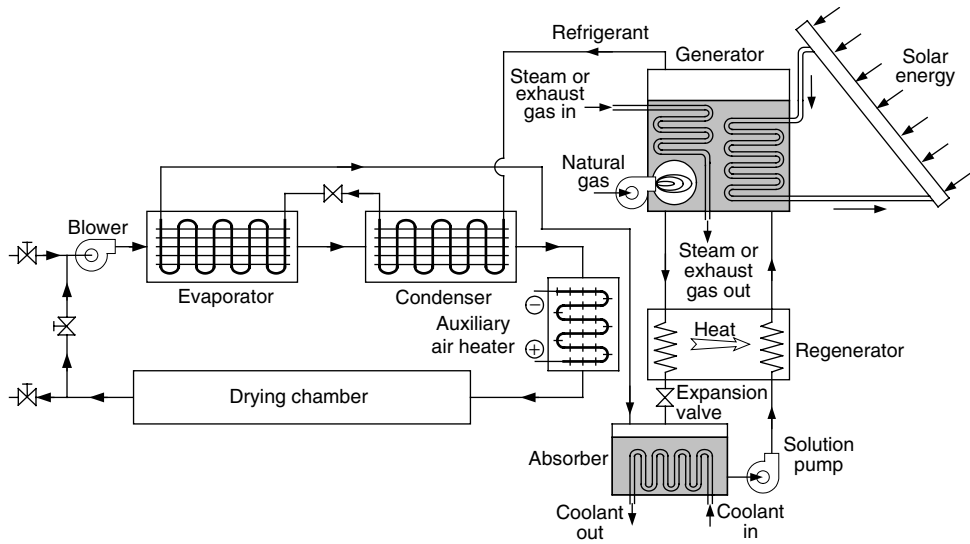 Refrigerant
Generator
Solar
energy
Steam or
exhaust
gas in
Natural
gas
Blower
Evaporator
Condenser
Steam or
exhaust
gas out
Auxiliary
air heater
−
+
Heat
Regenerator
Drying chamber
Expansion
valve
Absorber
Solution
pump
Coolant
out
Coolant
in